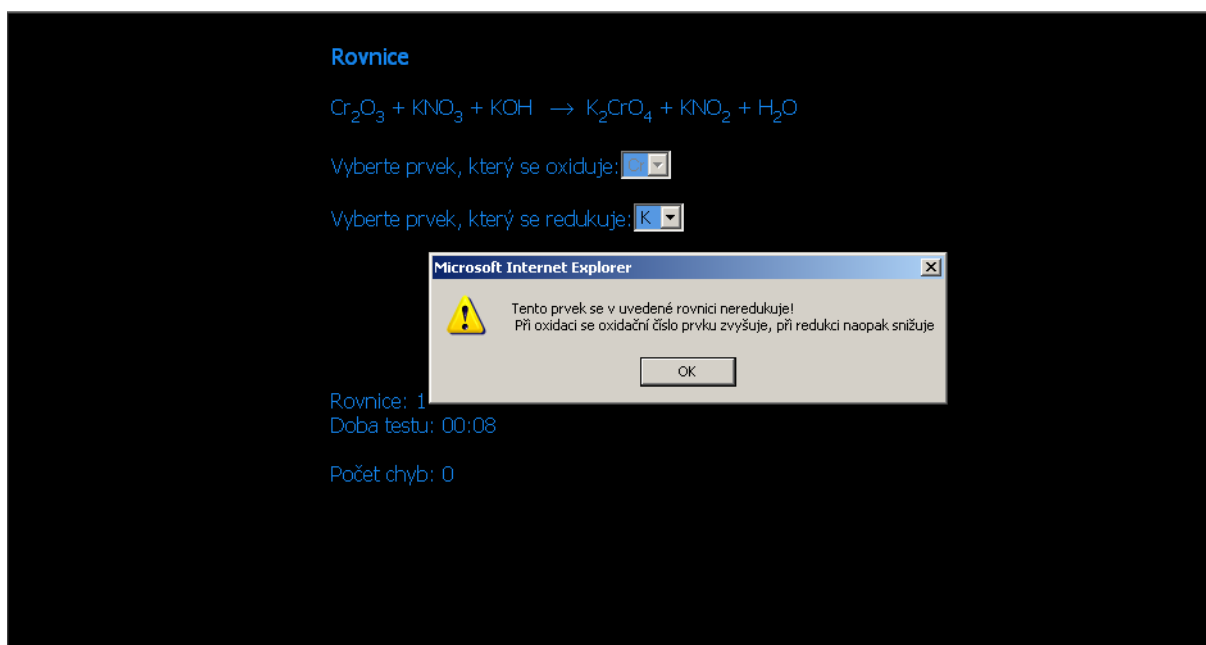 Rovnice
Cr₂O₃ + KNO₃ + KOH → K₂CrO₄ + KNO₂ + H₂O
Vyberte prvek, který se oxiduje: Cr
Vyberte prvek, který se redukuje: K
Microsoft Internet Explorer
Tento prvek se v uvedené rovnici neredukuje!
Při oxidaci se oxidační číslo prvku zvyšuje, při redukci naopak snižuje
OK
Rovnice: 1
Doba testu: 00:08
Počet chyb: 0